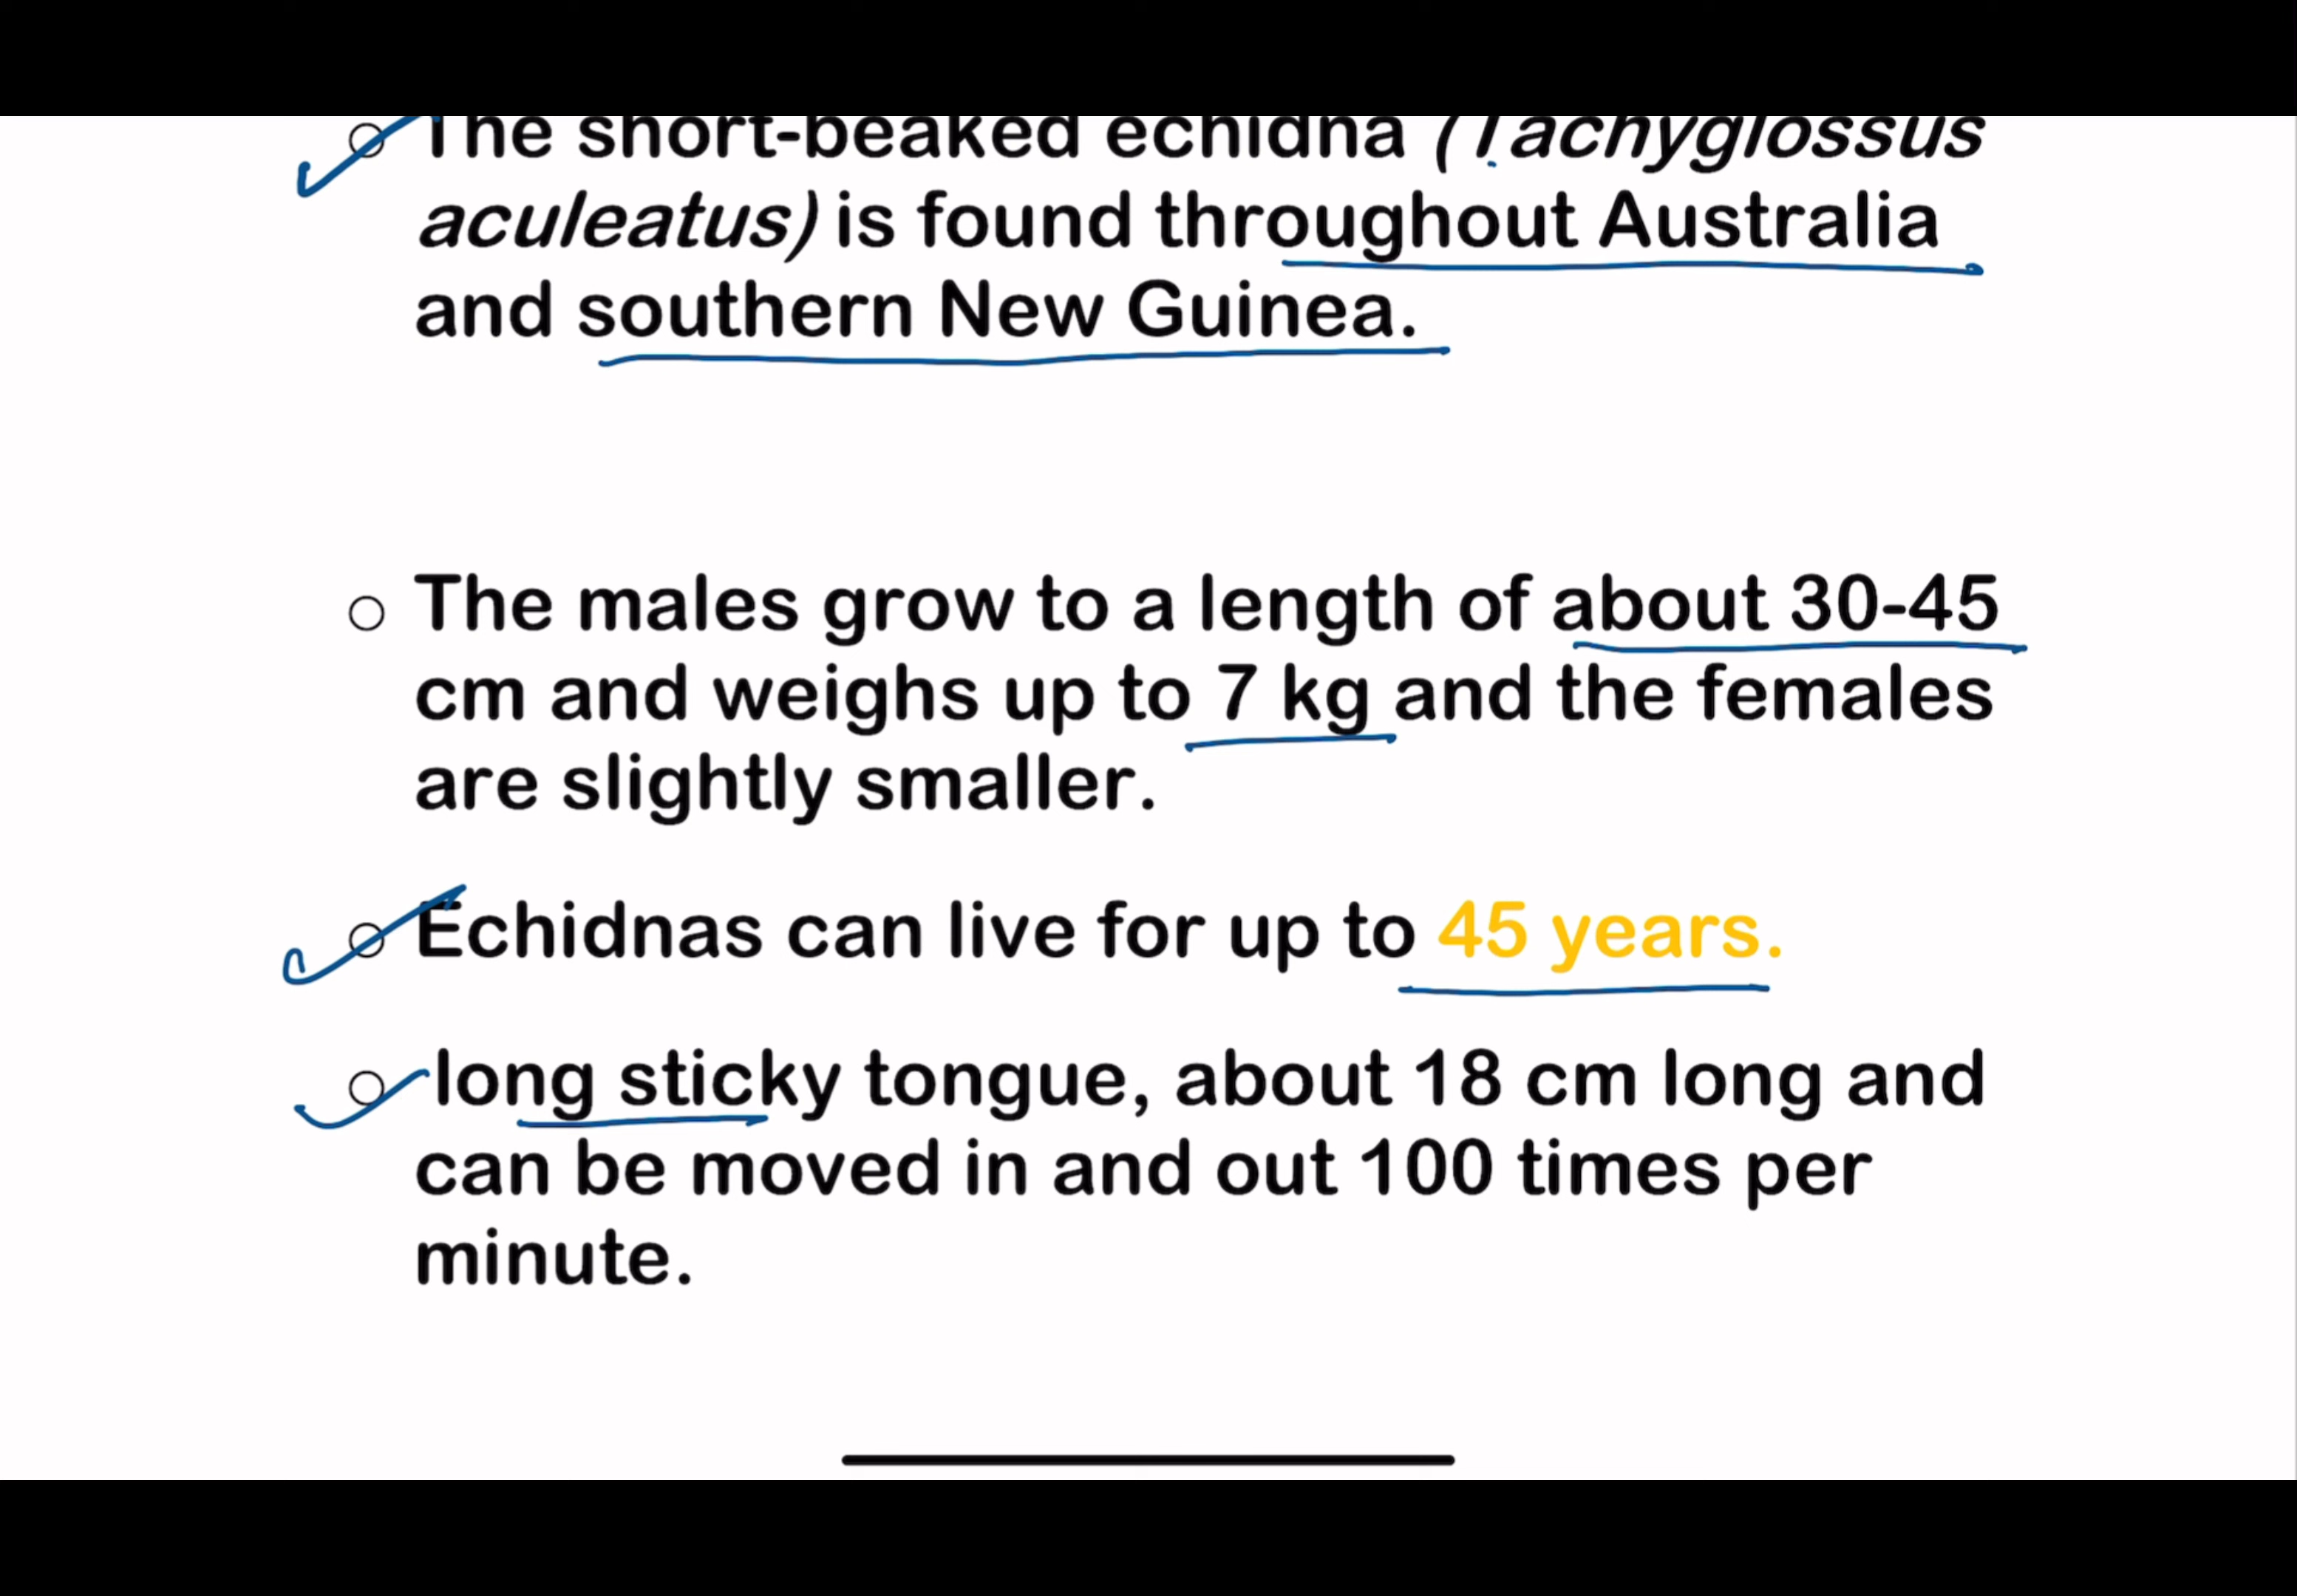 The short-beaked echidna (Tachyglossus
aculeatus) is found throughout Australia
and southern New Guinea.
The males grow to a length of about 30-45
cm and weighs up to 7 kg and the females
are slightly smaller.
Echidnas can live for up to 45 years.
long sticky tongue, about 18 cm long and
can be moved in and out 100 times per
minute.